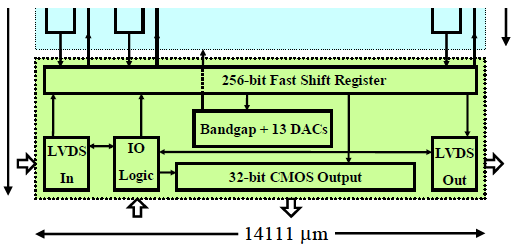 256-bit Fast Shift Register
Bandgap + 13 DACs
LVDS
In
IO
Logic
32-bit CMOS Output
LVDS
Out
14111 µm